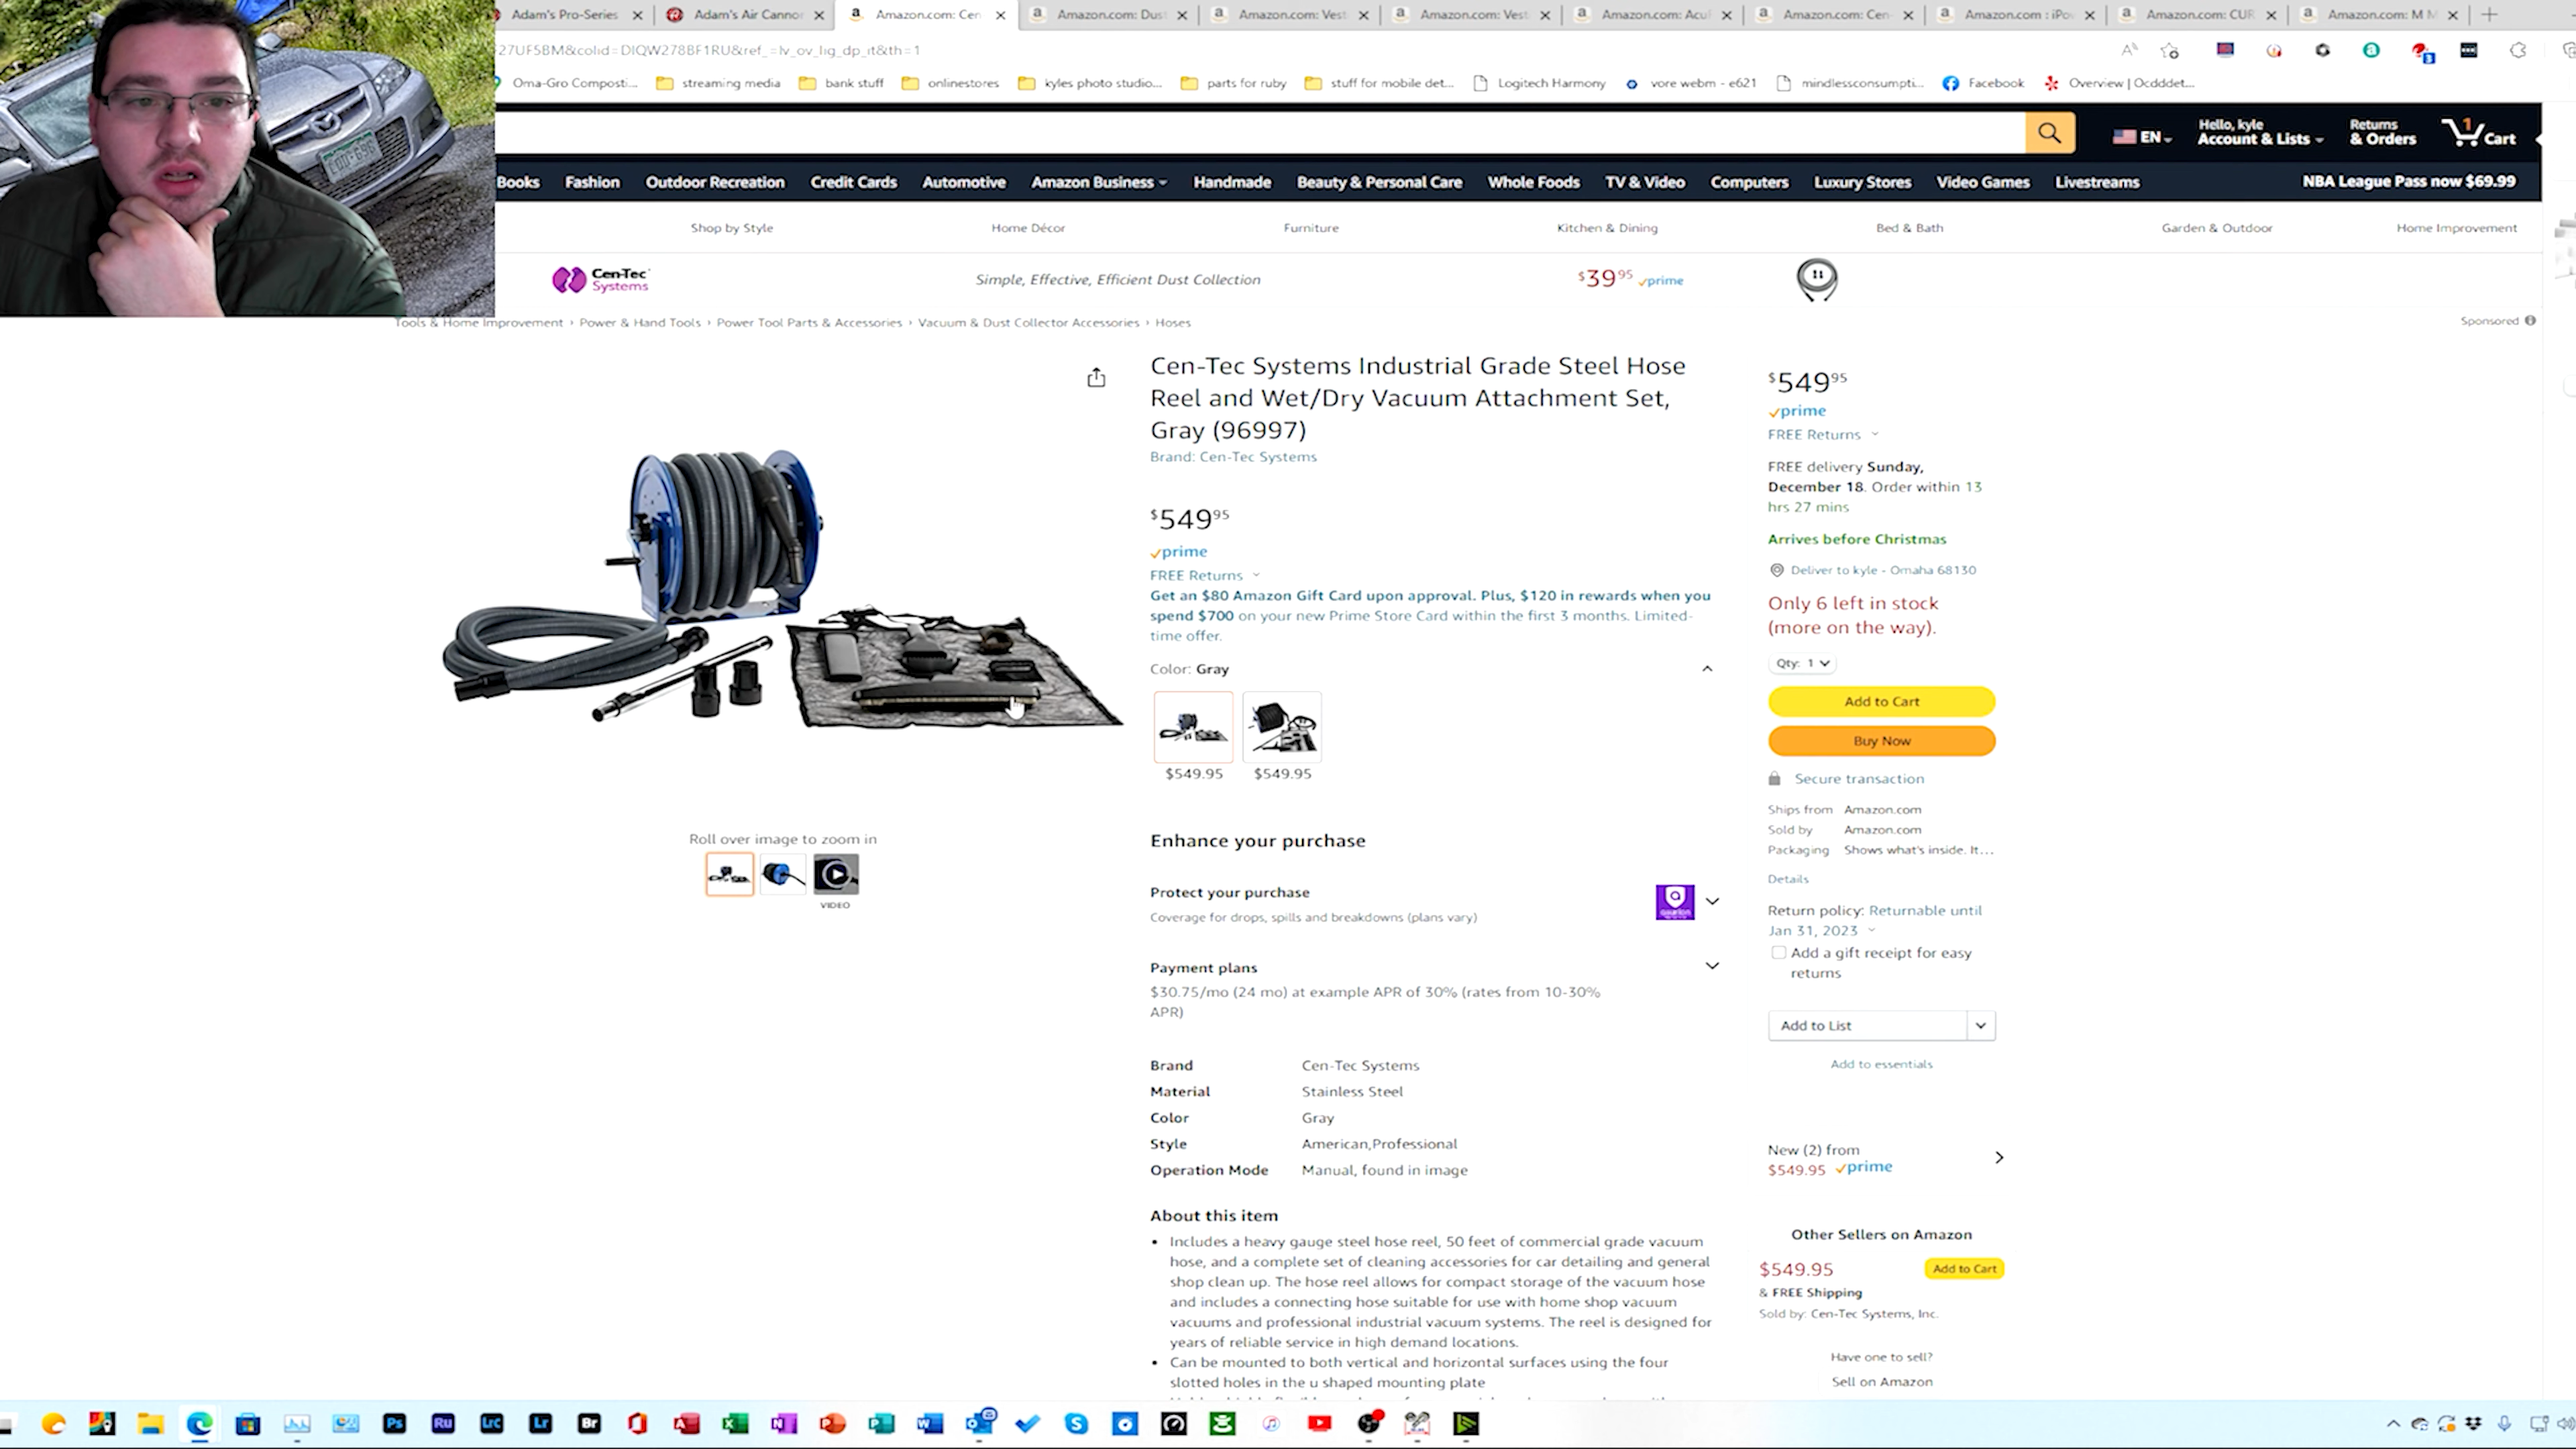 Adam's Pro-Series
Adam's Air Cannor
Amazon.com: Cen
Amazon.com: Dust
Amazon.com: Vest
Amazon.com: Vest
Amazon.com: Acu
Amazon.com: Cen-
Amazon.com : iPo
Amazon.com: CUR
Amazon.com: M M
27UF5BM&colid=DIQW278BF1RU&ref_=lv_ov_lig_dp_it&th=1
Oma-Gro Composti...
streaming media
bank stuff
onlinestores
kyles photo studio...
parts for ruby
stuff for mobile det...
Logitech Harmony
vore webm - e621
mindlessconsumpti...
Facebook
Overview | Ocdddet...
EN
Hello, kyle
Account & Lists
Returns
& Orders
1
Cart
Books
Fashion
Outdoor Recreation
Credit Cards
Automotive
Amazon Business
Handmade
Beauty & Personal Care
Whole Foods
TV & Video
Computers
Luxury Stores
Video Games
Livestreams
NBA League Pass now $69.99
Shop by Style
Home Décor
Furniture
Kitchen & Dining
Bed & Bath
Garden & Outdoor
Home Improvement
Cen-Tec
Systems
Simple, Effective, Efficient Dust Collection
$39 95 prime
Tools & Home Improvement › Power & Hand Tools › Power Tool Parts & Accessories › Vacuum & Dust Collector Accessories › Hoses
Sponsored
Cen-Tec Systems Industrial Grade Steel Hose
Reel and Wet/Dry Vacuum Attachment Set,
Gray (96997)
Brand: Cen-Tec Systems
$549 95
prime
FREE Returns
Get an $80 Amazon Gift Card upon approval. Plus, $120 in rewards when you
spend $700 on your new Prime Store Card within the first 3 months. Limited-
time offer.
Color: Gray
$549.95
$549.95
Roll over image to zoom in
VIDEO
Enhance your purchase
Protect your purchase
Coverage for drops, spills and breakdowns (plans vary)
Payment plans
$30.75/mo (24 mo) at example APR of 30% (rates from 10-30%
APR)
Brand Cen-Tec Systems
Material Stainless Steel
Color Gray
Style American,Professional
Operation Mode Manual, found in image
About this item
• Includes a heavy gauge steel hose reel, 50 feet of commercial grade vacuum
hose, and a complete set of cleaning accessories for car detailing and general
shop clean up. The hose reel allows for compact storage of the vacuum hose
and includes a connecting hose suitable for use with home shop vacuum
vacuums and professional industrial vacuum systems. The reel is designed for
years of reliable service in high demand locations.
• Can be mounted to both vertical and horizontal surfaces using the four
slotted holes in the u shaped mounting plate
$549 95
prime
FREE Returns
FREE delivery Sunday,
December 18. Order within 13
hrs 27 mins
Arrives before Christmas
Deliver to kyle - Omaha 68130
Only 6 left in stock
(more on the way).
Qty: 1
Add to Cart
Buy Now
Secure transaction
Ships from Amazon.com
Sold by Amazon.com
Packaging Shows what's inside. It...
Details
Return policy: Returnable until
Jan 31, 2023
Add a gift receipt for easy
returns
Add to List
Add to essentials
New (2) from
$549.95 prime
Other Sellers on Amazon
$549.95
Add to Cart
& FREE Shipping
Sold by: Cen-Tec Systems, Inc.
Have one to sell?
Sell on Amazon
Ps
Ru
LrC
Lr
Br